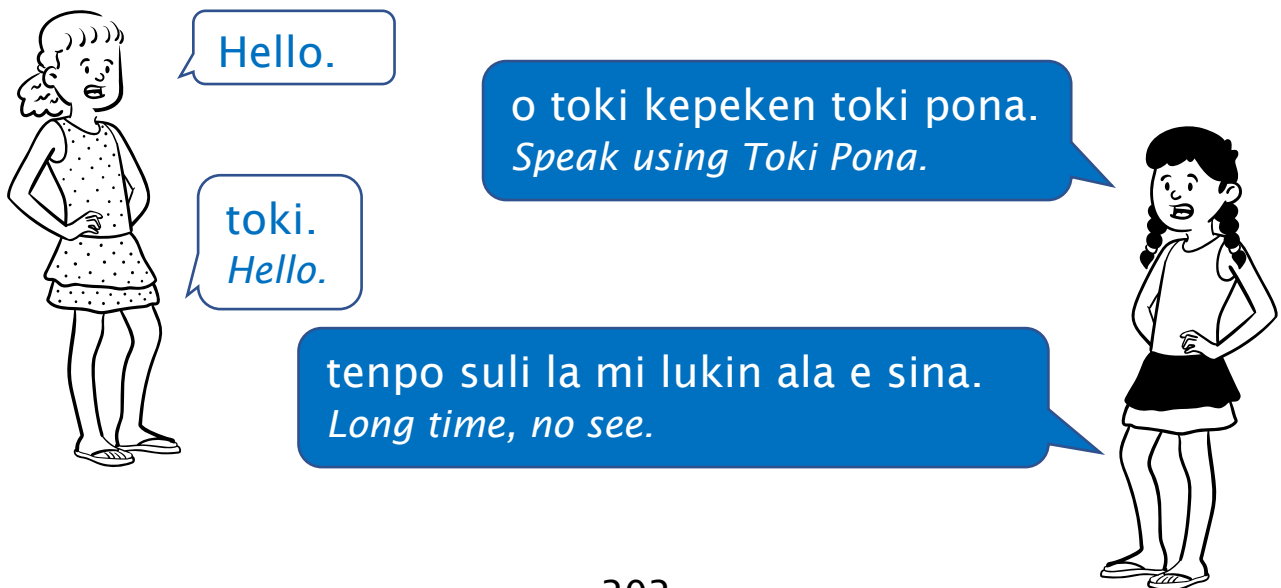 Hello.
o toki kepeken toki pona.
Speak using Toki Pona.
toki.
Hello.
tenpo suli la mi lukin ala e sina.
Long time, no see.